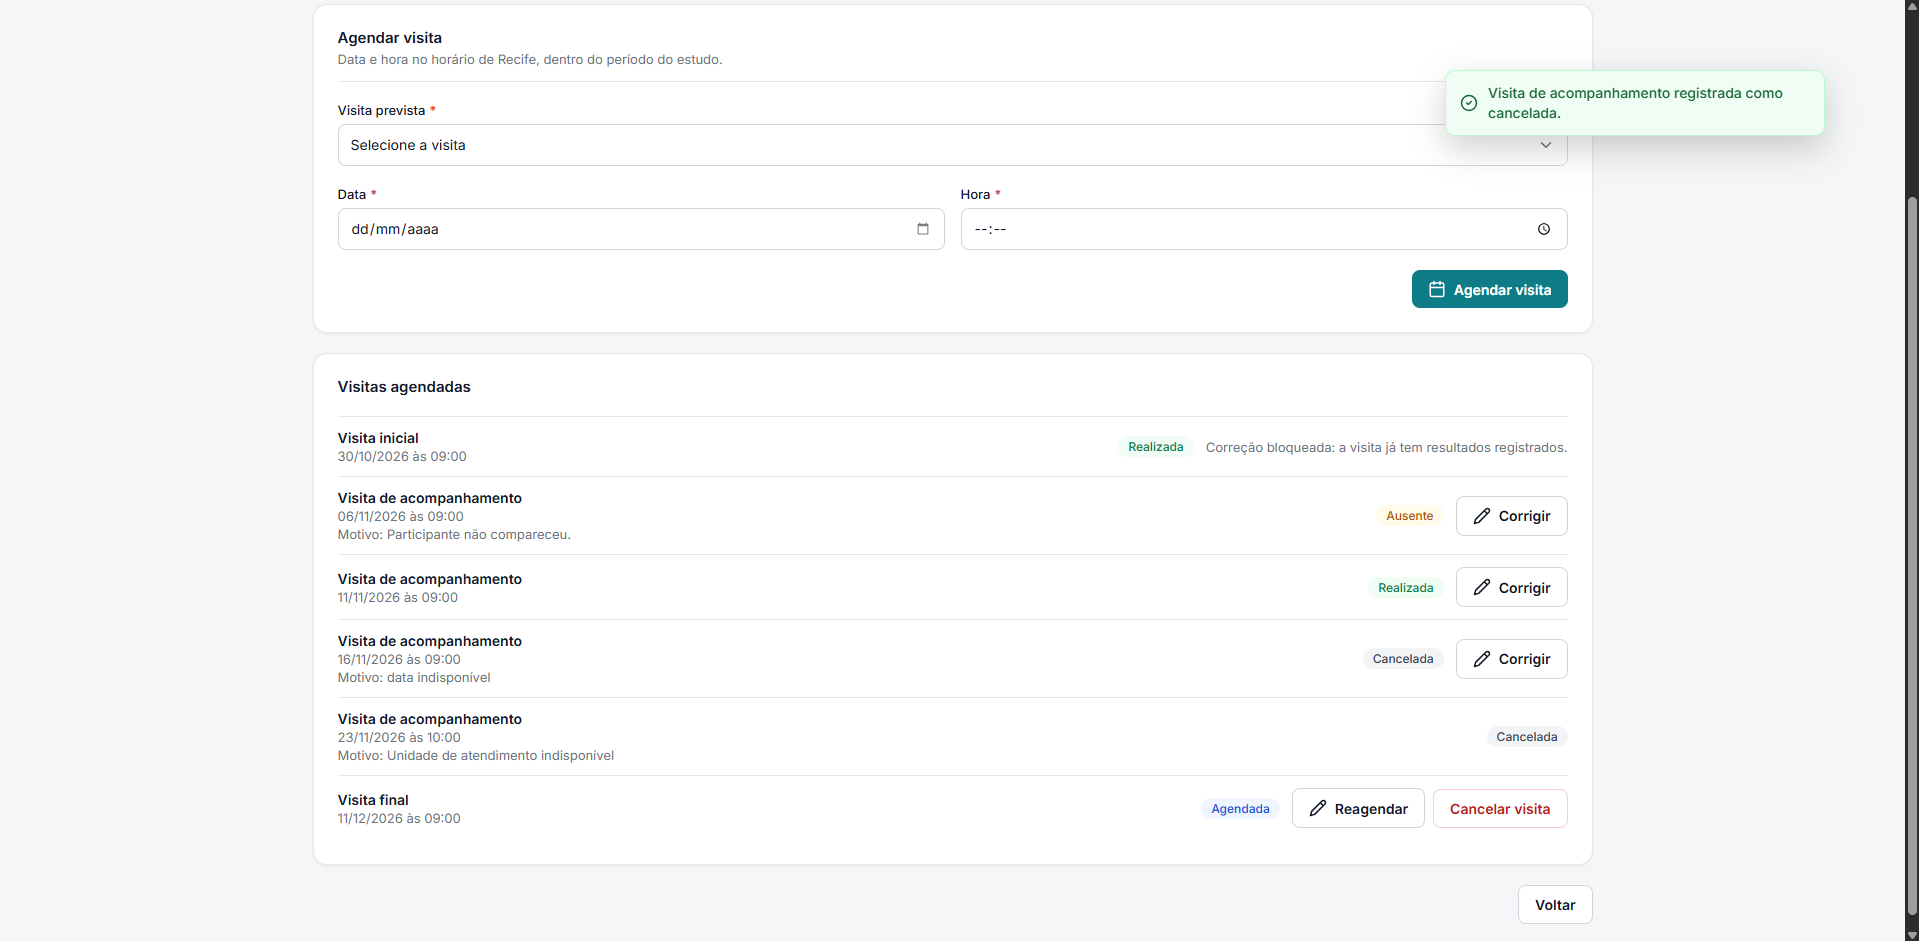 Agendar visita
Data e hora no horário de Recife, dentro do período do estudo.
Visita de acompanhamento registrada como
cancelada.
Visita prevista *
Selecione a visita
Data *
Hora *
dd/mm/aaaa
--:--
Agendar visita
Visitas agendadas
Visita inicial
30/10/2026 às 09:00
Realizada
Correção bloqueada: a visita já tem resultados registrados.
Visita de acompanhamento
06/11/2026 às 09:00
Motivo: Participante não compareceu.
Ausente
Corrigir
Visita de acompanhamento
11/11/2026 às 09:00
Realizada
Corrigir
Visita de acompanhamento
16/11/2026 às 09:00
Motivo: data indisponível
Cancelada
Corrigir
Visita de acompanhamento
23/11/2026 às 10:00
Motivo: Unidade de atendimento indisponível
Cancelada
Visita final
11/12/2026 às 09:00
Agendada
Reagendar
Cancelar visita
Voltar